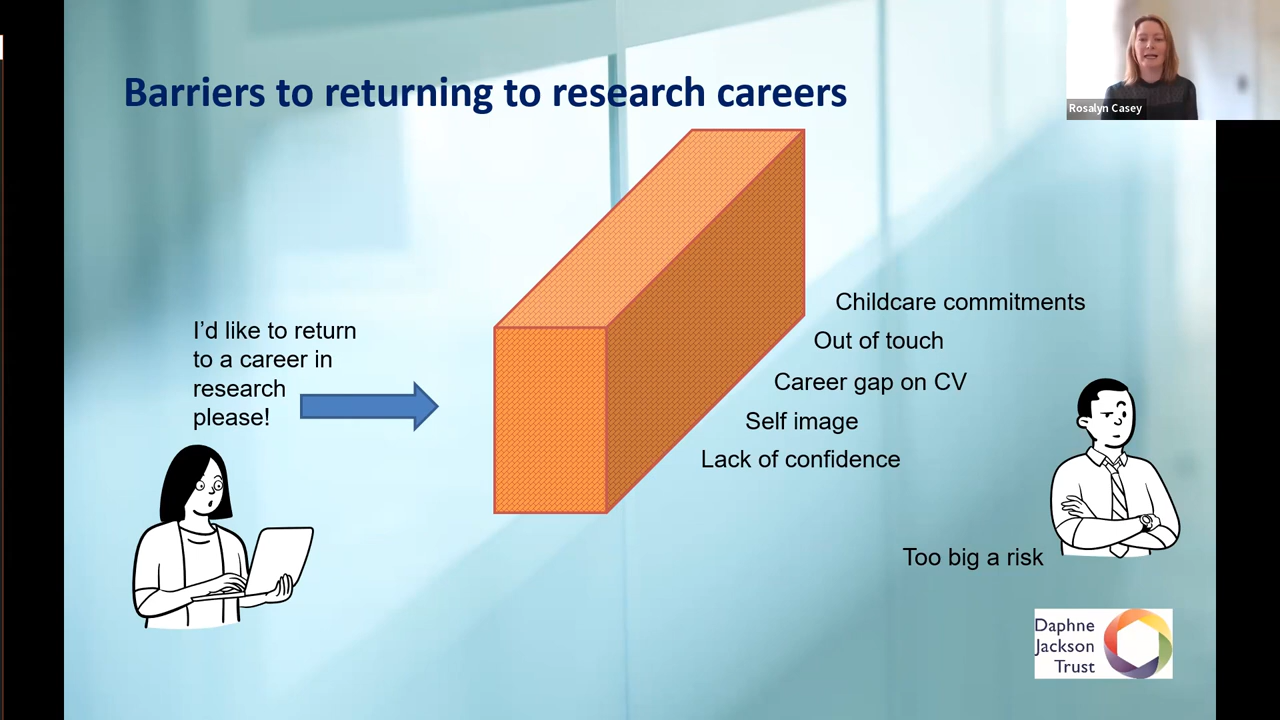 Barriers to returning to research careers
Rosalyn Casey
I'd like to return
to a career in
research
please!
Childcare commitments
Out of touch
Career gap on CV
Self image
Lack of confidence
Too big a risk
Daphne
Jackson
Trust